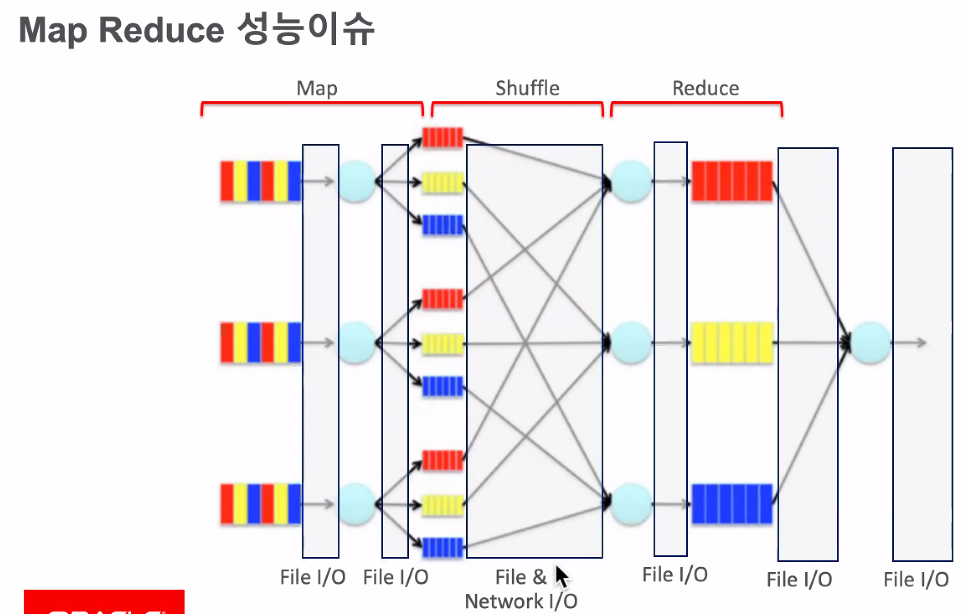 Map Reduce 성능이슈
Map
Shuffle
Reduce
File I/O
File I/O
File &
Network I/O
File I/O
File I/O
File I/O